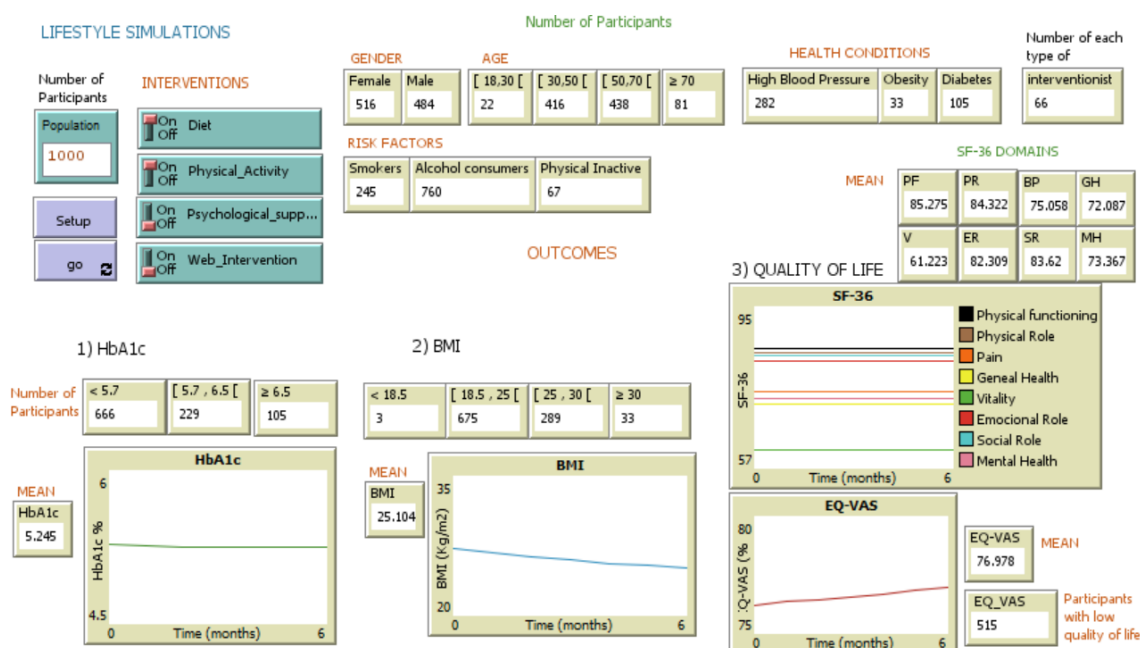 LIFESTYLE SIMULATIONS
Number of Participants
Number of
Participants
Population
1000
Setup
go
INTERVENTIONS
On
Off
Diet
On
Off
Physical_Activity
On
Off
Psychological_supp...
On
Off
Web_Intervention
GENDER
Female
516
Male
484
AGE
[ 18,30 [
22
[ 30,50 [
416
[ 50,70 [
438
≥ 70
81
HEALTH CONDITIONS
High Blood Pressure
282
Obesity
33
Diabetes
105
Number of each
type of
interventionist
66
RISK FACTORS
Smokers
245
Alcohol consumers
760
Physical Inactive
67
SF-36 DOMAINS
MEAN
PF
85.275
PR
84.322
BP
75.058
GH
72.087
V
61.223
ER
82.309
SR
83.62
MH
73.367
OUTCOMES
1) HbA1c
Number of
Participants
< 5.7
666
[ 5.7 , 6.5 [
229
≥ 6.5
105
MEAN
HbA1c
5.245
HbA1c
HbA1c %
6
4.5
0
Time (months)
6
2) BMI
< 18.5
3
[ 18.5 , 25 [
675
[ 25 , 30 [
289
≥ 30
33
MEAN
BMI
25.104
BMI
BMI (Kg/m2)
35
20
0
Time (months)
6
3) QUALITY OF LIFE
SF-36
SF-36
95
57
0
Time (months)
6
Physical functioning
Physical Role
Pain
Geneal Health
Vitality
Emocional Role
Social Role
Mental Health
EQ-VAS
EQ-VAS (%
80
75
0
Time (months)
6
EQ-VAS
76.978
MEAN
EQ_VAS
515
Participants
with low
quality of life